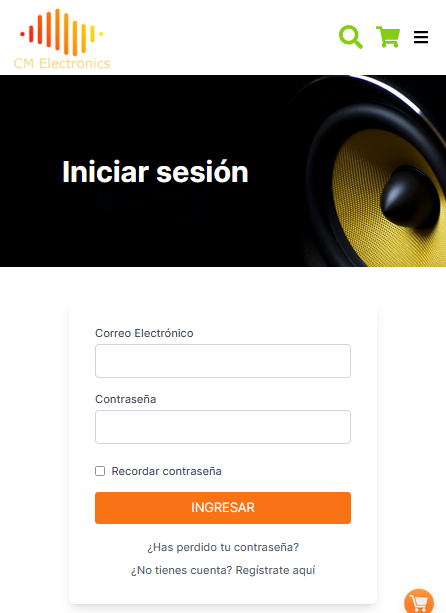 CM Electronics
Iniciar sesión
Correo Electrónico
Contraseña
Recordar contraseña
INGRESAR
¿Has perdido tu contraseña?
¿No tienes cuenta? Regístrate aquí